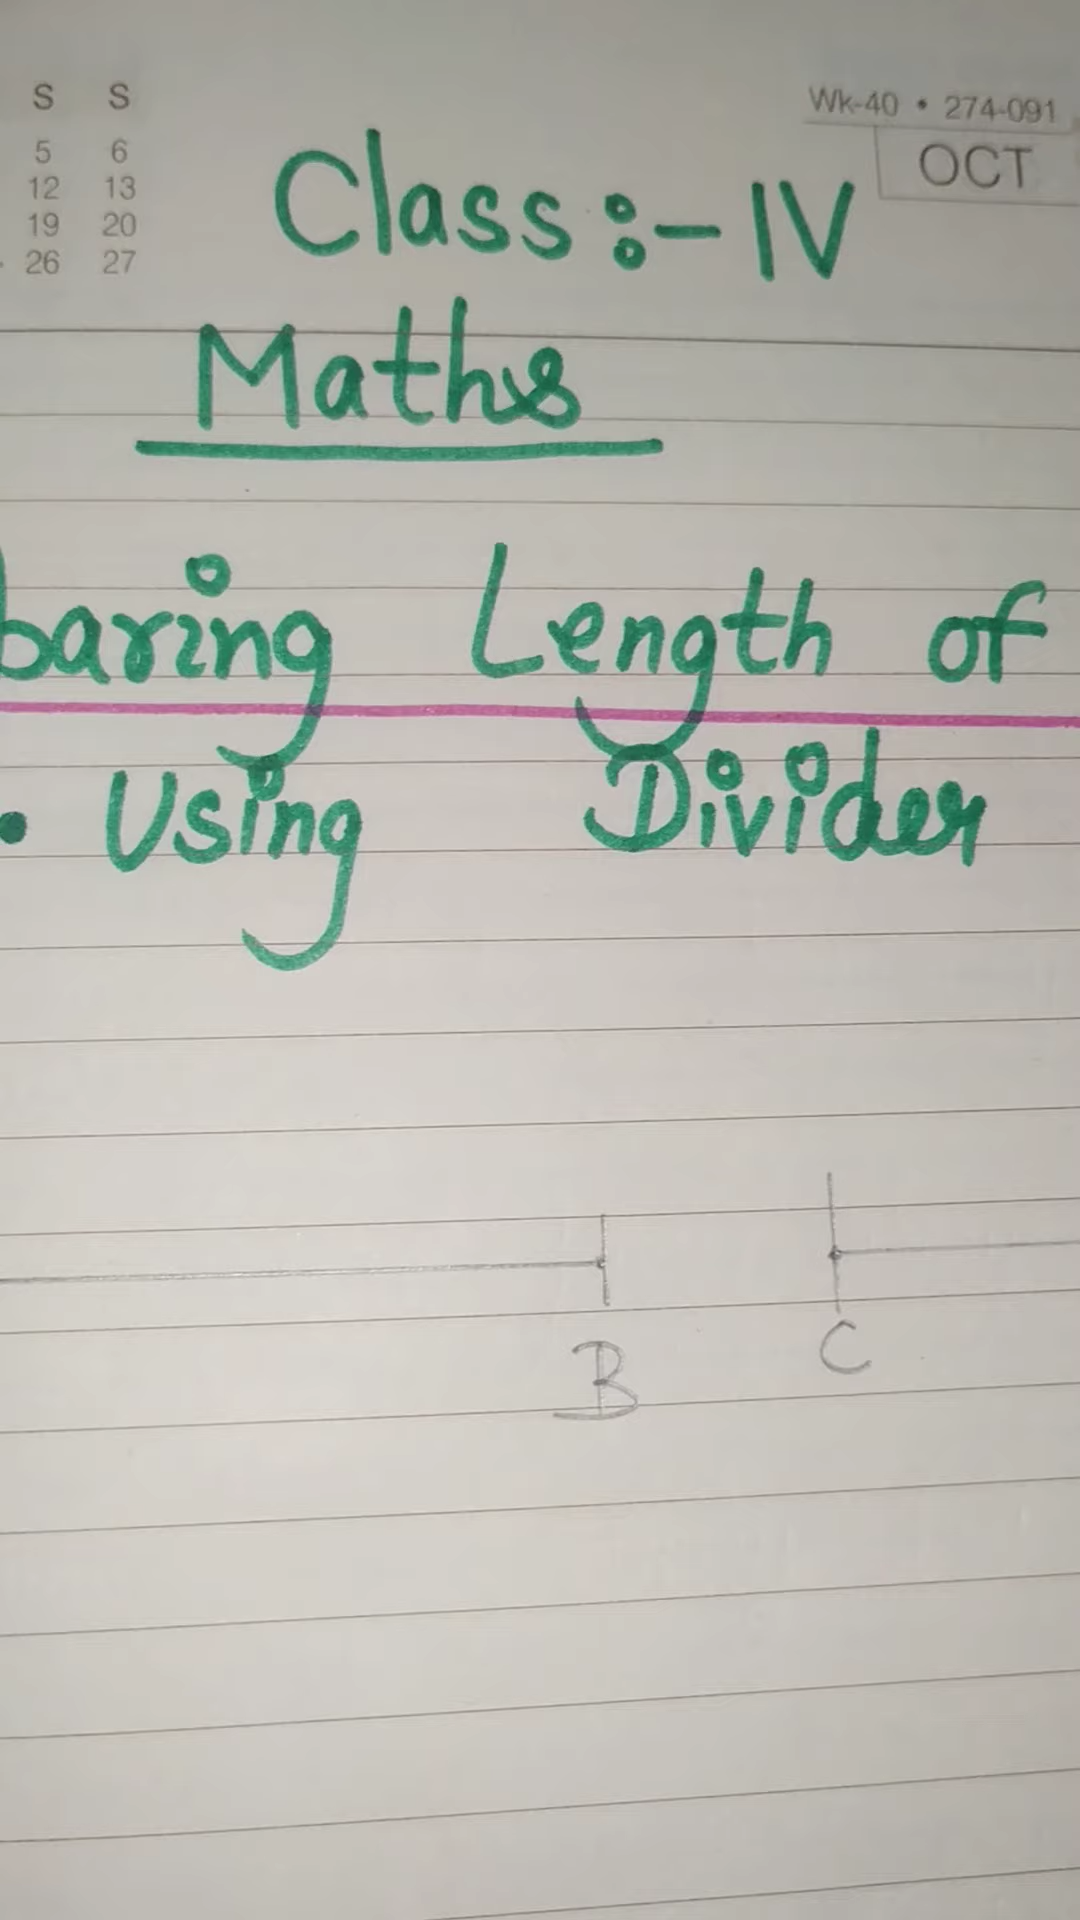 S S
5 6
12 13
19 20
26 27
Wk-40 • 274-091
OCT
Class :- IV
Maths
paring Length of
• Using Divider
B C